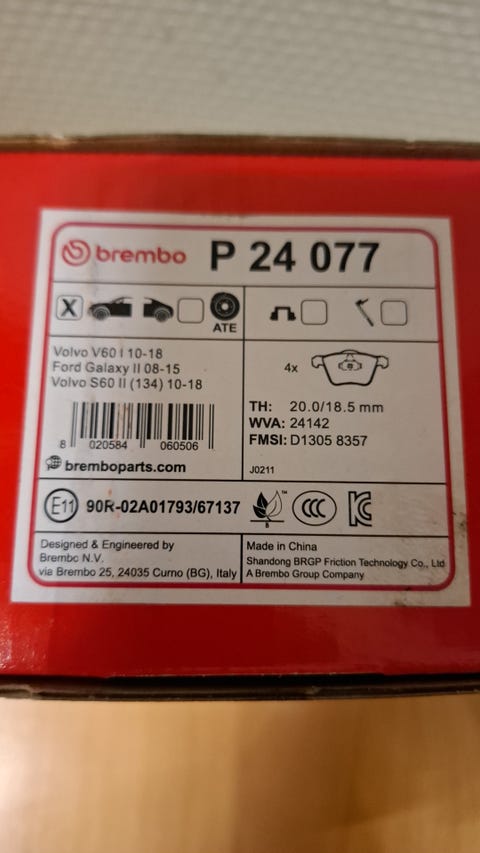 brembo P 24 077
X
ATE
Volvo V60 I 10-18
Ford Galaxy II 08-15
Volvo S60 II (134) 10-18
8 020584 060506
bremboparts.com
4x
TH: 20.0/18.5 mm
WVA: 24142
FMSI: D1305 8357
J0211
E11 90R-02A01793/67137
TM
B
CCC
KC
Designed & Engineered by
Brembo N.V.
via Brembo 25, 24035 Curno (BG), Italy
Made in China
Shandong BRGP Friction Technology Co., Ltd
A Brembo Group Company